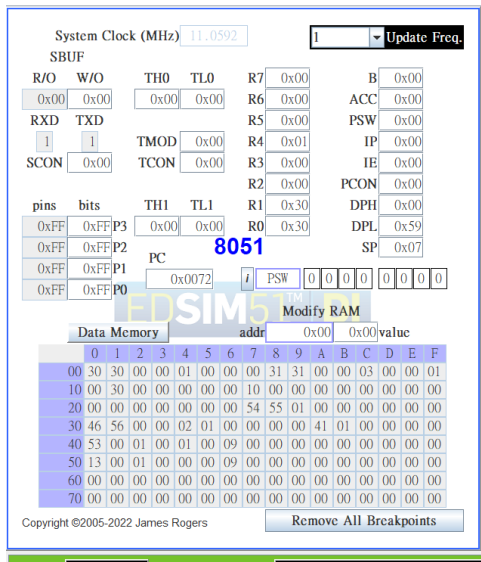 System Clock (MHz) 11.0592 1 Update Freq.
SBUF
R/O W/O TH0 TL0 R7 0x00 B 0x00
0x00 0x00 0x00 0x00 R6 0x00 ACC 0x00
RXD TXD R5 0x00 PSW 0x00
1 1 TMOD 0x00 R4 0x01 IP 0x00
SCON 0x00 TCON 0x00 R3 0x00 IE 0x00
R2 0x00 PCON 0x00
pins bits TH1 TL1 R1 0x30 DPH 0x00
0xFF 0xFF P3 0x00 0x00 R0 0x30 DPL 0x59
0xFF 0xFF P2 8051 SP 0x07
0xFF 0xFF P1 PC 0x0072 i PSW 0 0 0 0 0 0 0 0
0xFF 0xFF P0
EDSIM51™ DI
Modify RAM
Data Memory addr 0x00 0x00 value
0 1 2 3 4 5 6 7 8 9 A B C D E F
00 30 30 00 00 01 00 00 00 31 31 00 00 03 00 00 01
10 00 30 00 00 00 00 00 10 00 00 00 00 00 00 00 00
20 00 00 00 00 00 00 00 54 55 01 00 00 00 00 00 00
30 46 56 00 00 02 01 00 00 00 00 41 01 00 00 00 00
40 53 00 01 00 01 00 09 00 00 00 00 00 00 00 00 00
50 13 00 01 00 00 00 09 00 00 00 00 00 00 00 00 00
60 00 00 00 00 00 00 00 00 00 00 00 00 00 00 00 00
70 00 00 00 00 00 00 00 00 00 00 00 00 00 00 00 00
Copyright ©2005-2022 James Rogers Remove All Breakpoints